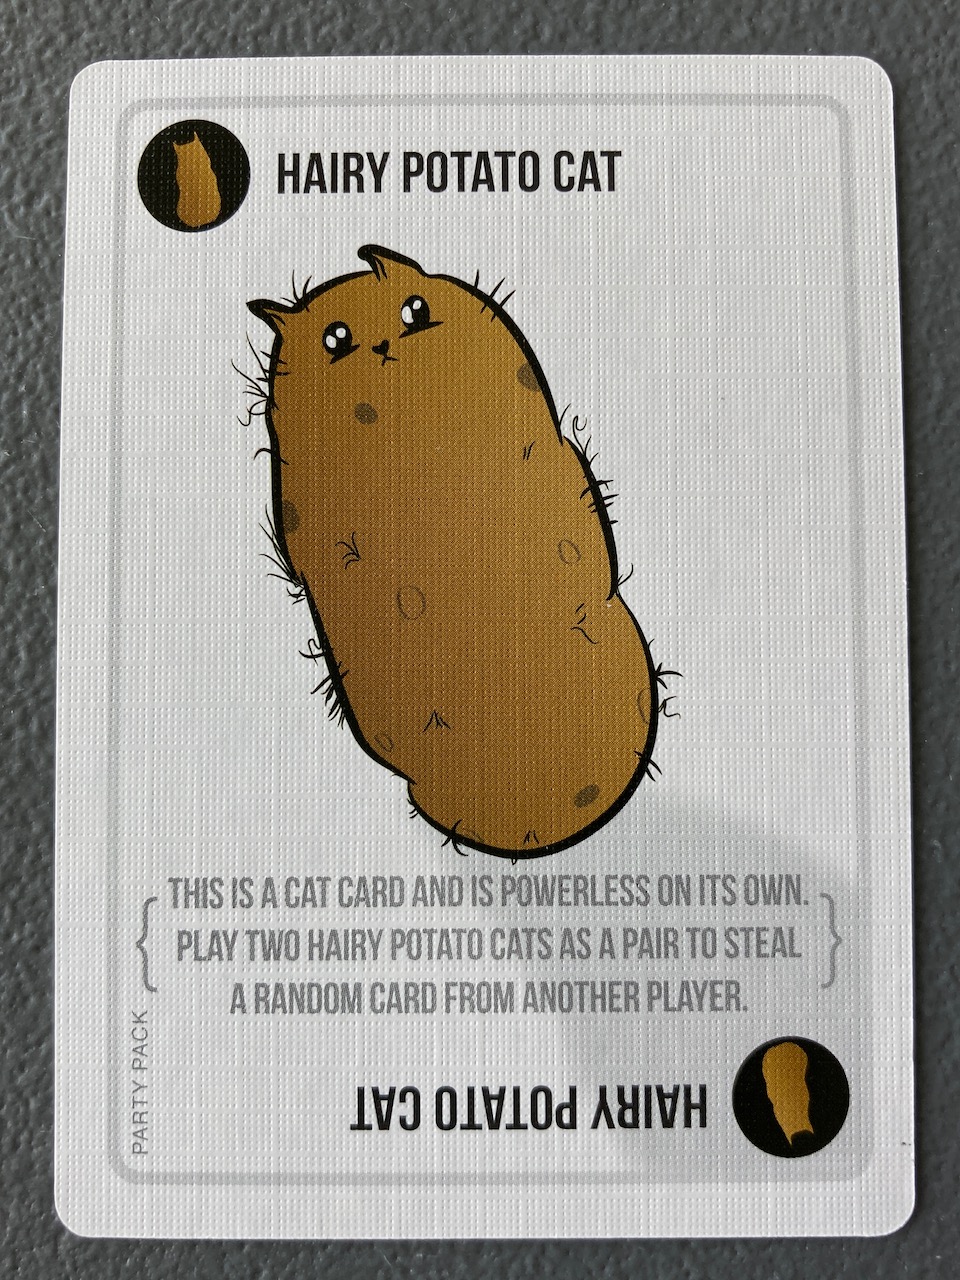 HAIRY POTATO CAT
THIS IS A CAT CARD AND IS POWERLESS ON ITS OWN.
PLAY TWO HAIRY POTATO CATS AS A PAIR TO STEAL
A RANDOM CARD FROM ANOTHER PLAYER.
PARTY PACK
HAIRY POTATO CAT